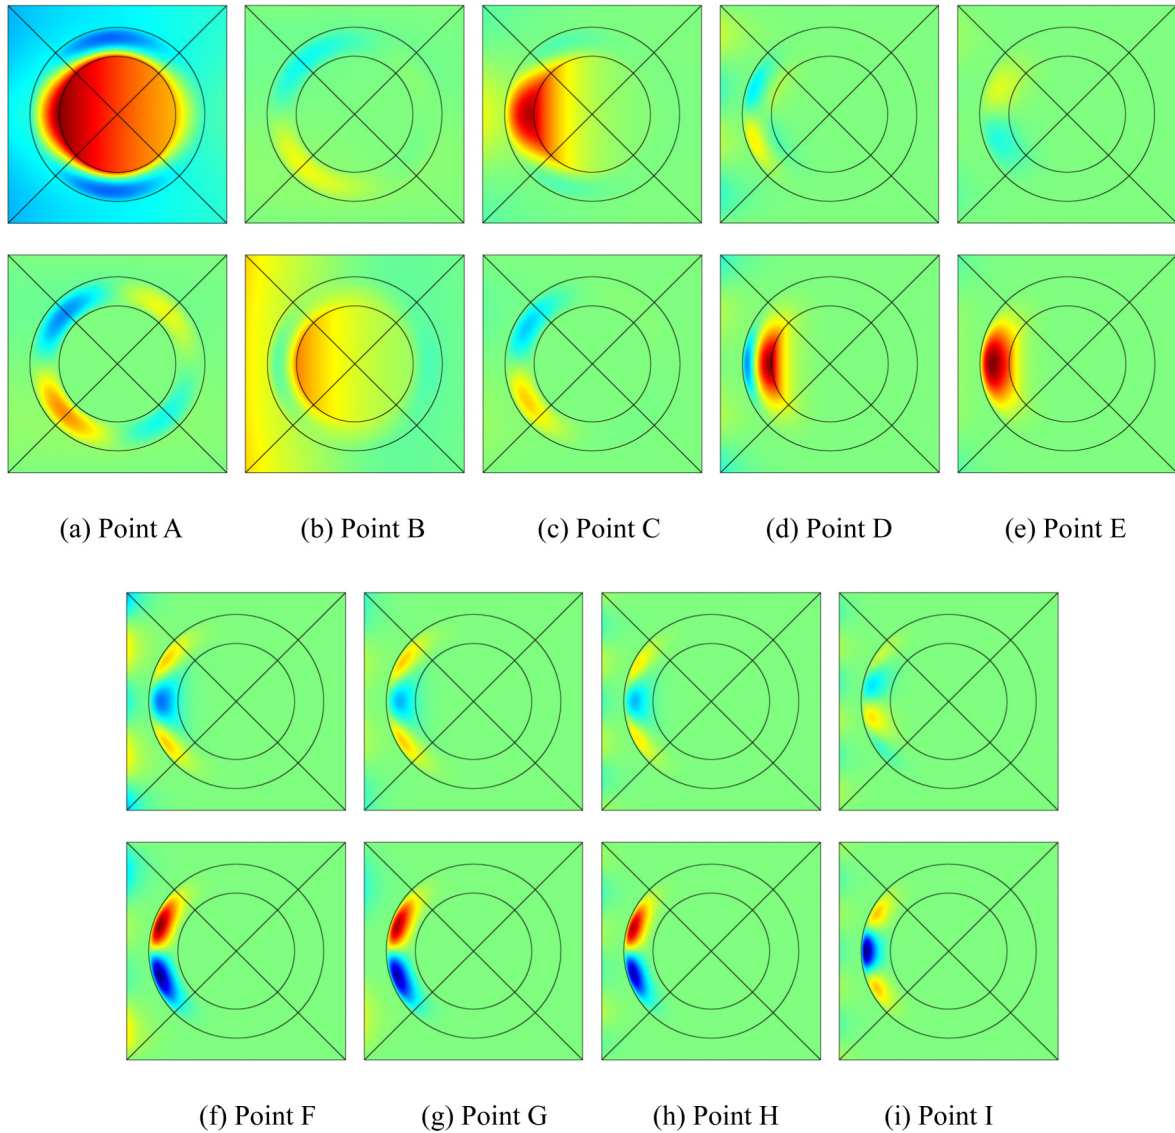 (a) Point A
(b) Point B
(c) Point C
(d) Point D
(e) Point E
(f) Point F
(g) Point G
(h) Point H
(i) Point I